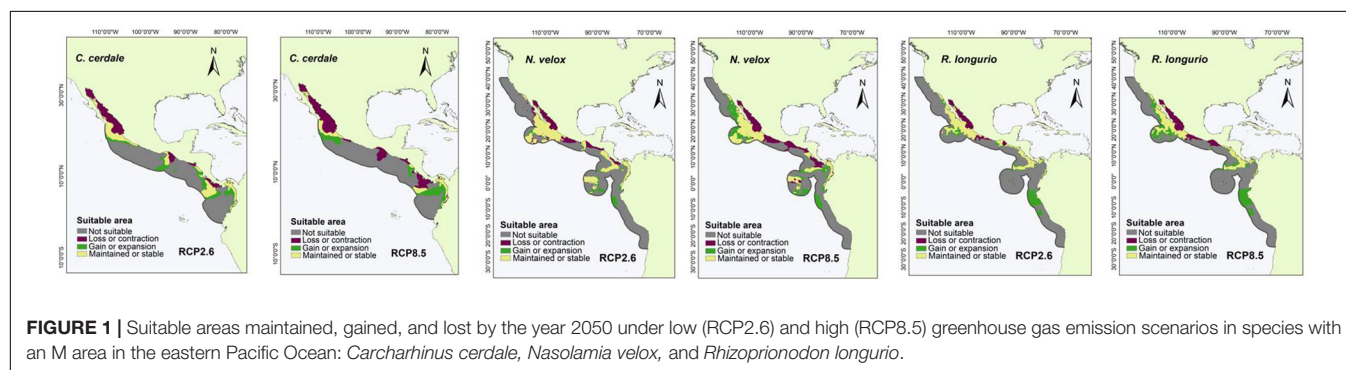 110°0'0"W 100°0'0"W 90°0'0"W 80°0'0"W
110°0'0"W 100°0'0"W 90°0'0"W 80°0'0"W
110°0'0"W 90°0'0"W 70°0'0"W
110°0'0"W 90°0'0"W 70°0'0"W
110°0'0"W 90°0'0"W 70°0'0"W
110°0'0"W 90°0'0"W 70°0'0"W
C. cerdale
N
Suitable area
Not suitable
Loss or contraction
Gain or expansion
Maintained or stable
RCP2.6
C. cerdale
N
Suitable area
Not suitable
Loss or contraction
Gain or expansion
Maintained or stable
RCP8.5
N. velox
N
Suitable area
Not suitable
Loss or contraction
Gain or expansion
Maintained or stable
RCP2.6
N. velox
N
Suitable area
Not suitable
Loss or contraction
Gain or expansion
Maintained or stable
RCP8.5
R. longurio
N
Suitable area
Not suitable
Loss or contraction
Gain or expansion
Maintained or stable
RCP2.6
R. longurio
N
Suitable area
Not suitable
Loss or contraction
Gain or expansion
Maintained or stable
RCP8.5
FIGURE 1 | Suitable areas maintained, gained, and lost by the year 2050 under low (RCP2.6) and high (RCP8.5) greenhouse gas emission scenarios in species with
an M area in the eastern Pacific Ocean: Carcharhinus cerdale, Nasolamia velox, and Rhizoprionodon longurio.